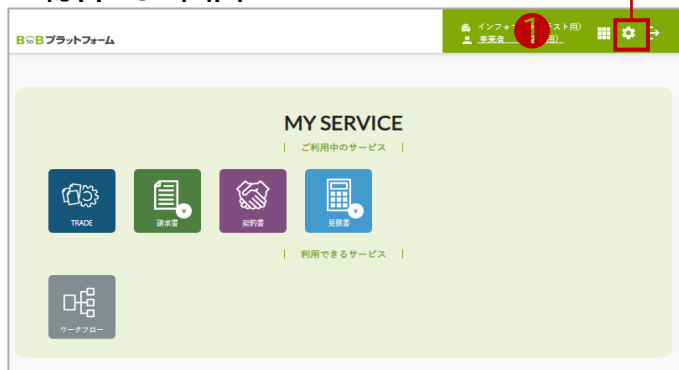 BtoBプラットフォーム
インフォ テスト用)
事業者 用)
1
MY SERVICE
ご利用中のサービス
TRADE
請求書
契約書
見積書
利用できるサービス
ワークフロー